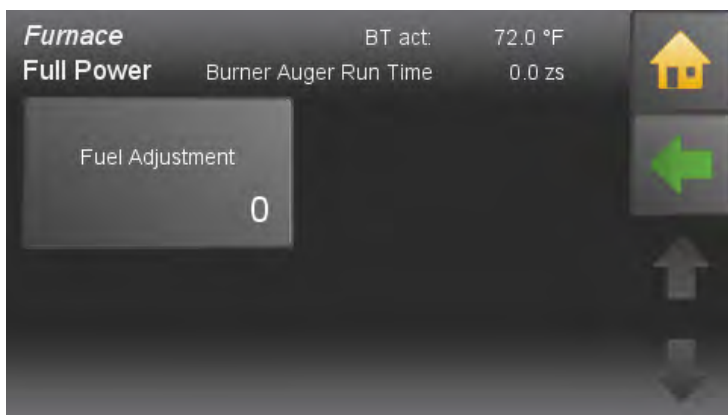 Furnace BT act: 72.0 °F
Full Power Burner Auger Run Time 0.0 zs
Fuel Adjustment
0